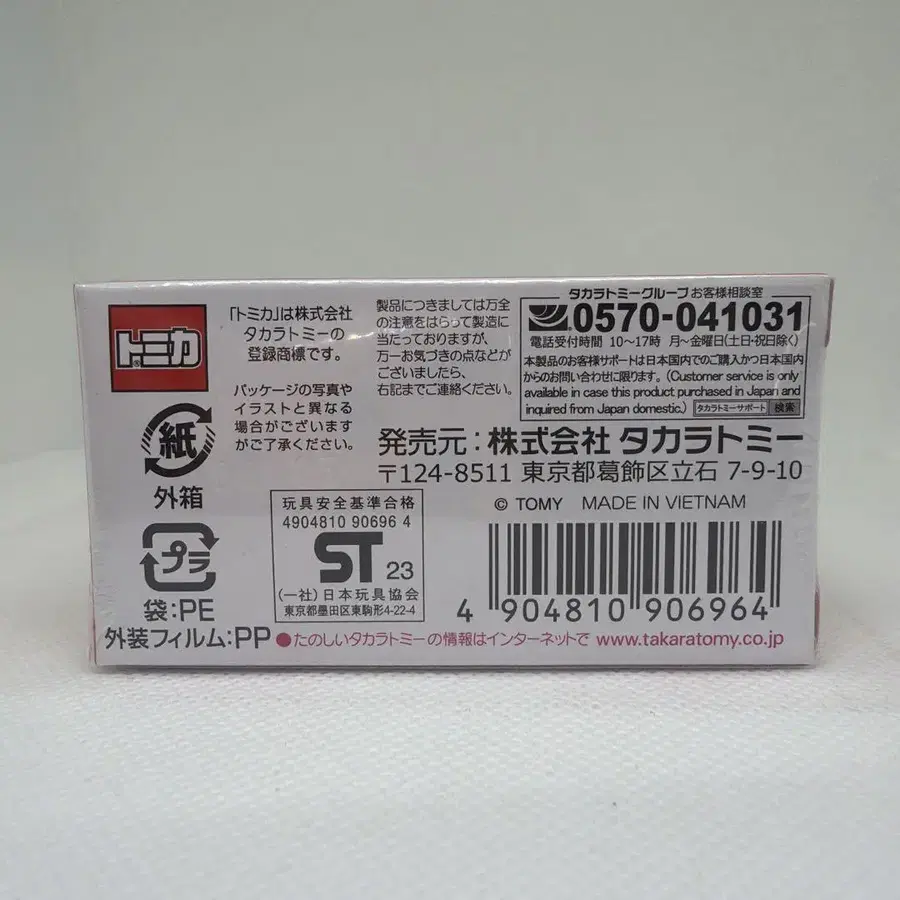 トミカ
®
「トミカ」は株式会社
タカラトミーの
登録商標です。
パッケージの写真や
イラストと異なる
場合がございます
がご了承ください。
製品につきましては万全
の注意をはらって製造に
当たっておりますが、
万一お気づきの点などが
ございましたら、
右記までご連絡ください。
タカラトミーグループ お客様相談室
0570-041031
電話受付時間 10〜17時 月〜金曜日(土日・祝日除く)
本製品のお客様サポートは日本国内でのご購入かつ日本国内
からのお問い合わせに限ります。(Customer service is only
available in case this product purchased in Japan and
inquired from Japan domestic.) タカラトミーサポート 検索
発売元:株式会社 タカラトミー
〒124-8511 東京都葛飾区立石 7-9-10
© TOMY MADE IN VIETNAM
紙
外箱
プラ
袋:PE
外装フィルム:PP
玩具安全基準合格
4904810 90696 4
ST 23
(一社)日本玩具協会
東京都墨田区東駒形4-22-4
4 904810 906964
●たのしいタカラトミーの情報はインターネットで www.takaratomy.co.jp